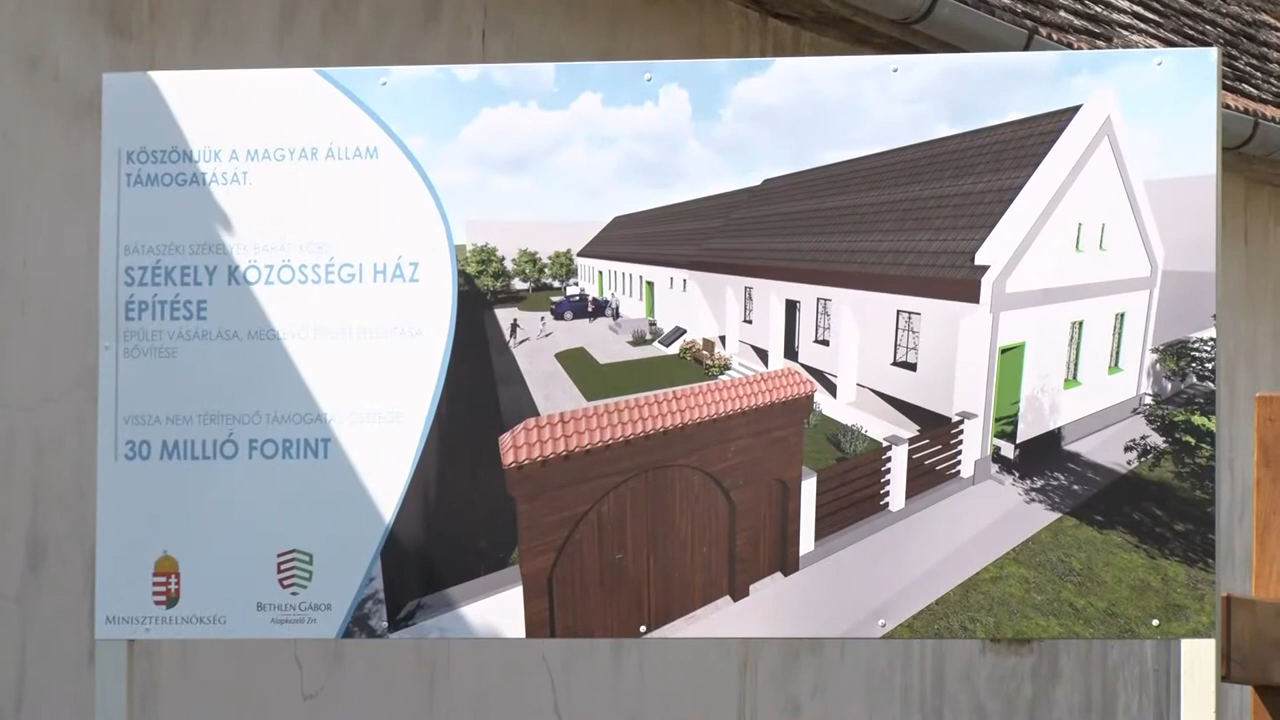 KÖSZÖNJÜK A MAGYAR ÁLLAM
TÁMOGATÁSÁT.
BÁTASZÉKI SZÉKELYEK BARÁTI KÖRE
SZÉKELY KÖZÖSSÉGI HÁZ
ÉPÍTÉSE
ÉPÜLET VÁSÁRLÁSA, MEGLEVŐ ÉPÜLET FELÚJÍTÁSA
BŐVÍTÉSE
VISSZA NEM TÉRÍTENDŐ TÁMOGATÁS ÖSSZEGE:
30 MILLIÓ FORINT
MINISZTERELNÖKSÉG
BETHLEN GÁBOR
Alapkezelő Zrt.